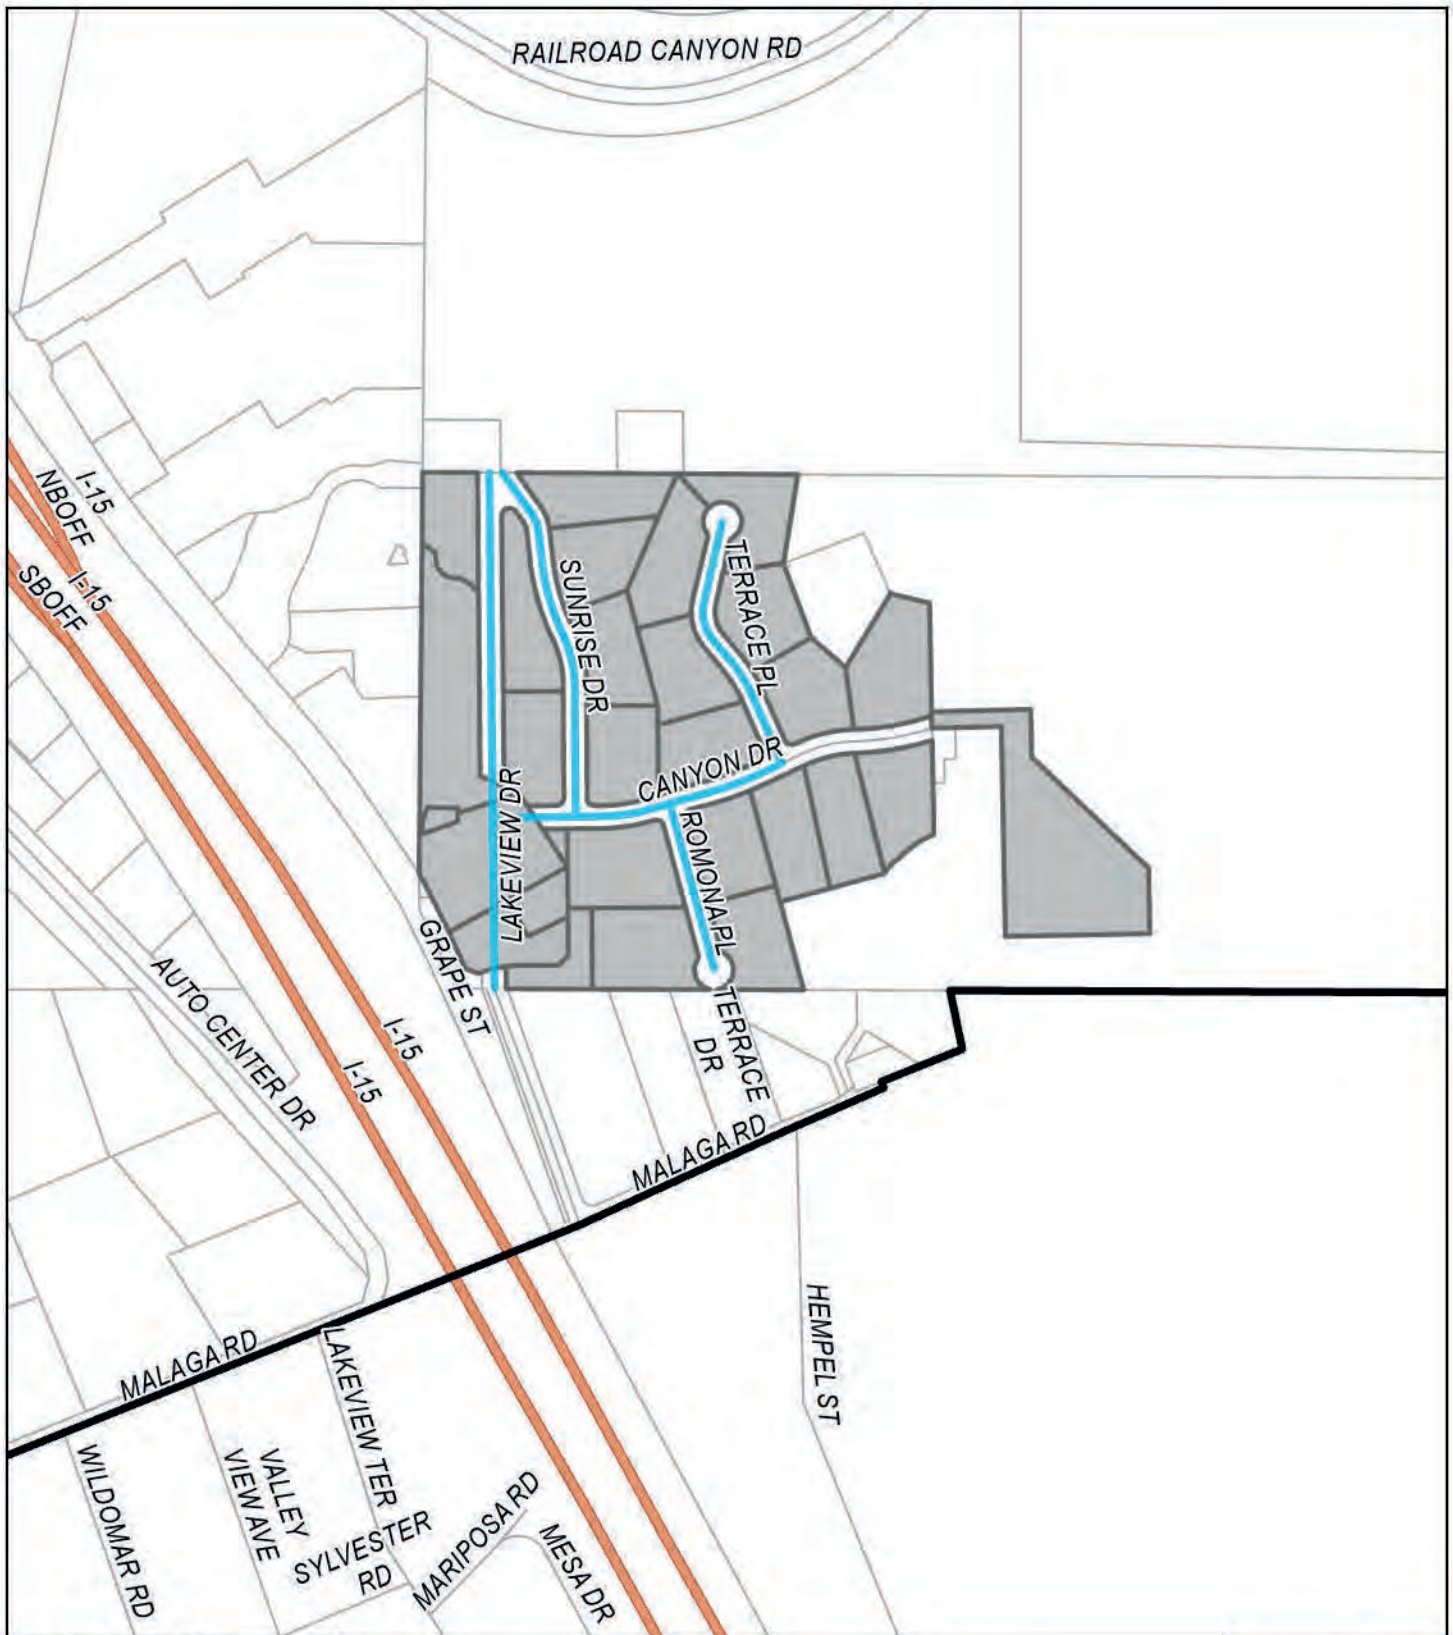 RAILROAD CANYON RD
I-15
NBOFF
I-15
SBOFF
SUNRISE DR
TERRACE PL
CANYON DR
LAKEVIEW DR
ROMONA PL
GRAPE ST
AUTO CENTER DR
I-15
I-15
TERRACE
DR
MALAGA RD
HEMPEL ST
MALAGA RD
LAKEVIEW TER
WILDOMAR RD
VALLEY
VIEW AVE
SYLVESTER
RD
MARIPOSA RD
MESA DR